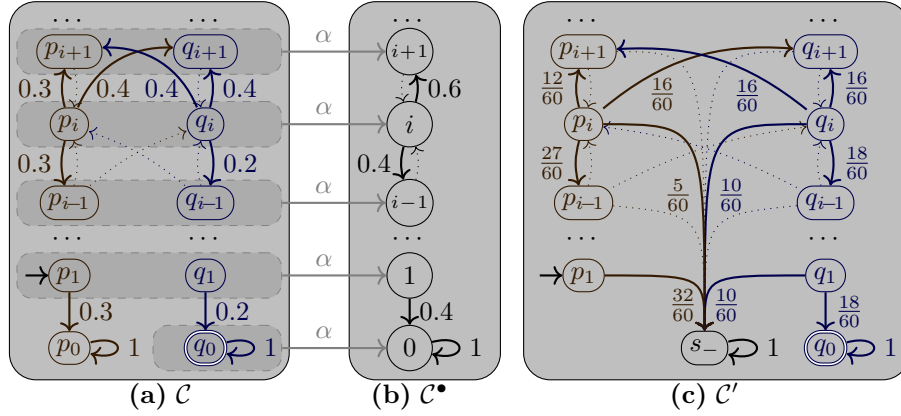 ... ... ... ...
p_{i+1} q_{i+1} α i+1 p_{i+1} q_{i+1}
0.3 0.4 0.4 0.4 0.6 12/60 16/60 16/60 16/60
p_i q_i α i p_i q_i
0.3 0.2 0.4 27/60 5/60 10/60 18/60
p_{i-1} q_{i-1} α i−1 p_{i-1} q_{i-1}
... ... ... ... ...
p_1 q_1 α 1 p_1 q_1
0.3 0.2 0.4 32/60 10/60 18/60
p_0 1 q_0 1 α 0 1 s_− 1 q_0 1
(a) C (b) C• (c) C′